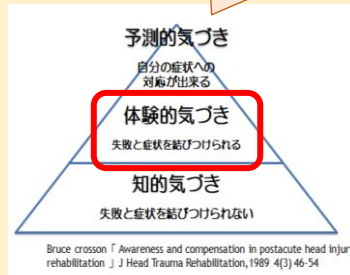 予測的気づき
自分の症状への
対応が出来る
体験的気づき
失敗と症状を結びつけられる
知的気づき
失敗と症状を結びつけられない
Bruce crosson「 Awareness and compensation in postacute head injur
rehabilitation 」J Head Trauma Rehabilitation,1989 4(3) 46-54